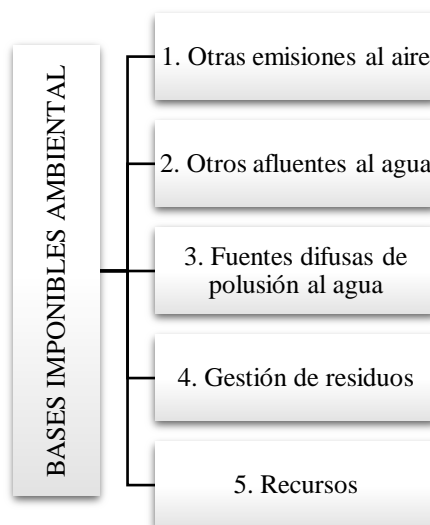 BASES IMPONIBLES AMBIENTAL
1. Otras emisiones al aire
2. Otros afluentes al agua
3. Fuentes difusas de
polusión al agua
4. Gestión de residuos
5. Recursos